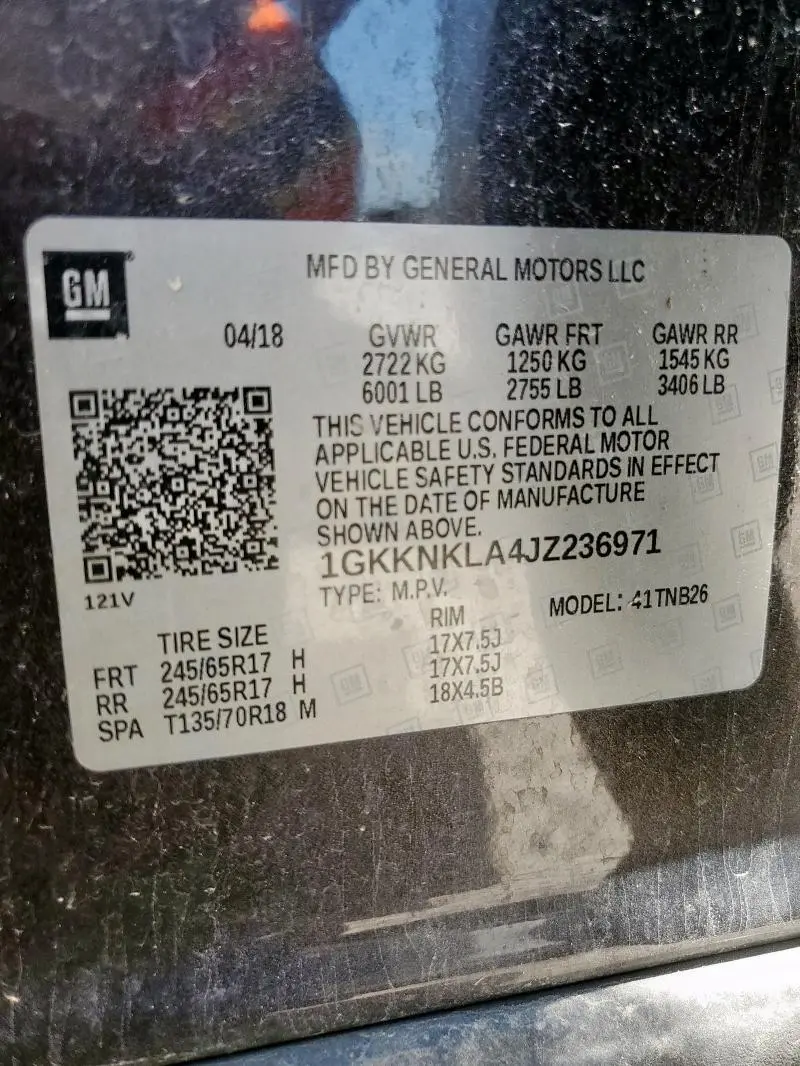 GM
MFD BY GENERAL MOTORS LLC
04/18 GVWR GAWR FRT GAWR RR
2722 KG 1250 KG 1545 KG
6001 LB 2755 LB 3406 LB
THIS VEHICLE CONFORMS TO ALL
APPLICABLE U.S. FEDERAL MOTOR
VEHICLE SAFETY STANDARDS IN EFFECT
ON THE DATE OF MANUFACTURE
SHOWN ABOVE.
1GKKNKLA4JZ236971
121V
TYPE: M.P.V. MODEL: 41TNB26
TIRE SIZE RIM
FRT 245/65R17 H 17X7.5J
RR 245/65R17 H 17X7.5J
SPA T135/70R18 M 18X4.5B